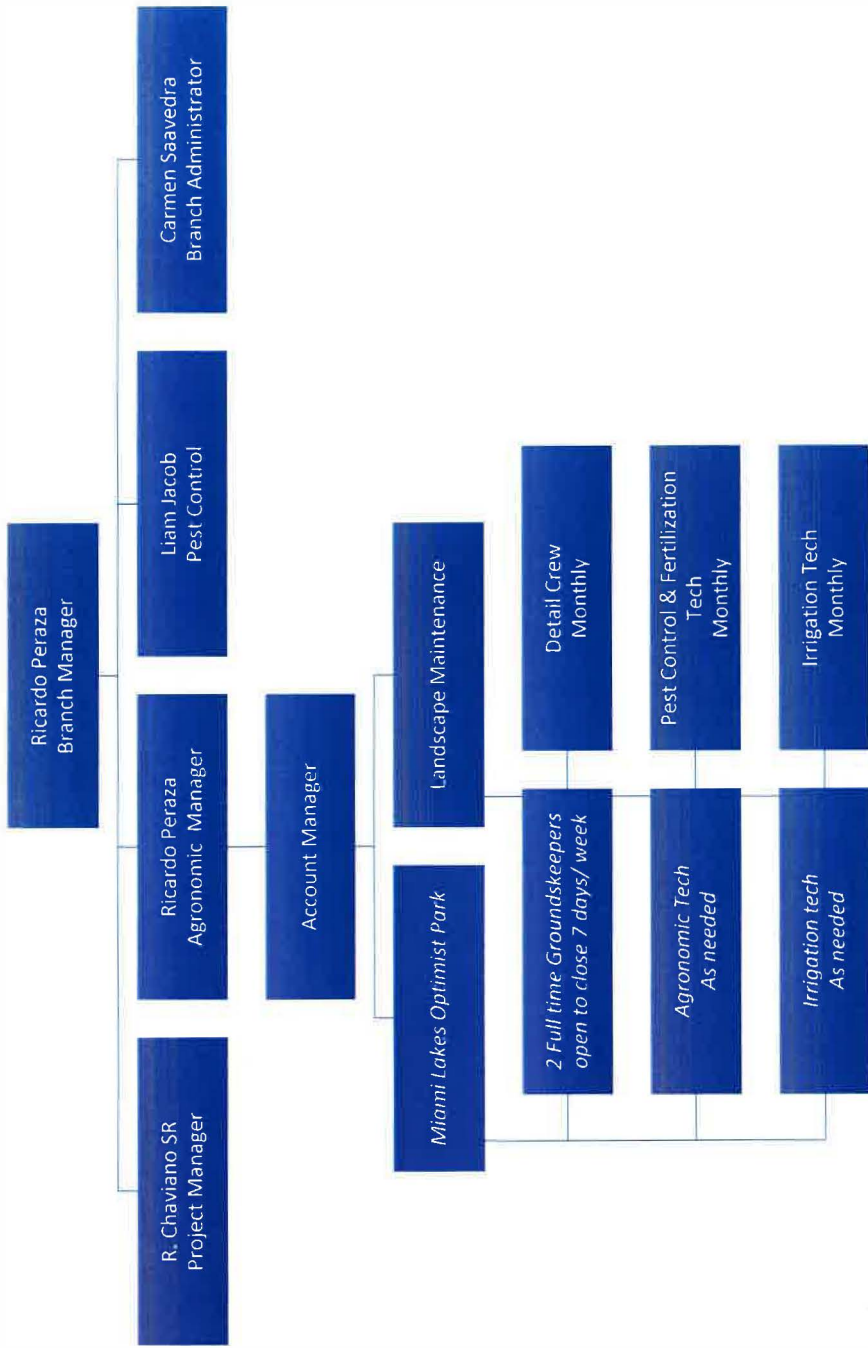 Ricardo Peraza
Branch Manager
R. Chaviano SR
Project Manager
Ricardo Peraza
Agronomic Manager
Liam Jacob
Pest Control
Carmen Saavedra
Branch Administrator
Account Manager
Miami Lakes Optimist Park
Landscape Maintenance
2 Full time Groundskeepers
open to close 7 days/ week
Detail Crew
Monthly
Agronomic Tech
As needed
Pest Control & Fertilization
Tech
Monthly
Irrigation tech
As needed
Irrigation Tech
Monthly